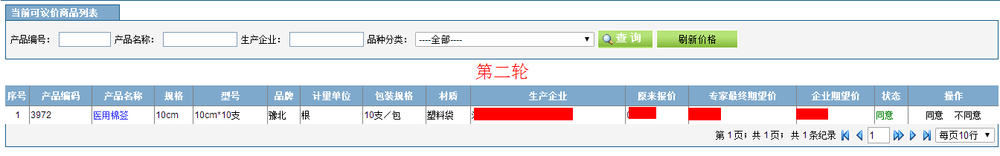 当前可议价商品列表
产品编号： 产品名称： 生产企业： 品种分类： ----全部---- 查 询 刷新价格
第二轮
序号 产品编码 产品名称 规格 型号 品牌 计量单位 包装规格 材质 生产企业 原来报价 专家最终期望价 企业期望价 状态 操作
1 3972 医用棉签 10cm 10cm*10支 豫北 根 10支／包 塑料袋 同意 同意 不同意
第 1页；共 1页； 共 1条纪录 1 每页10行